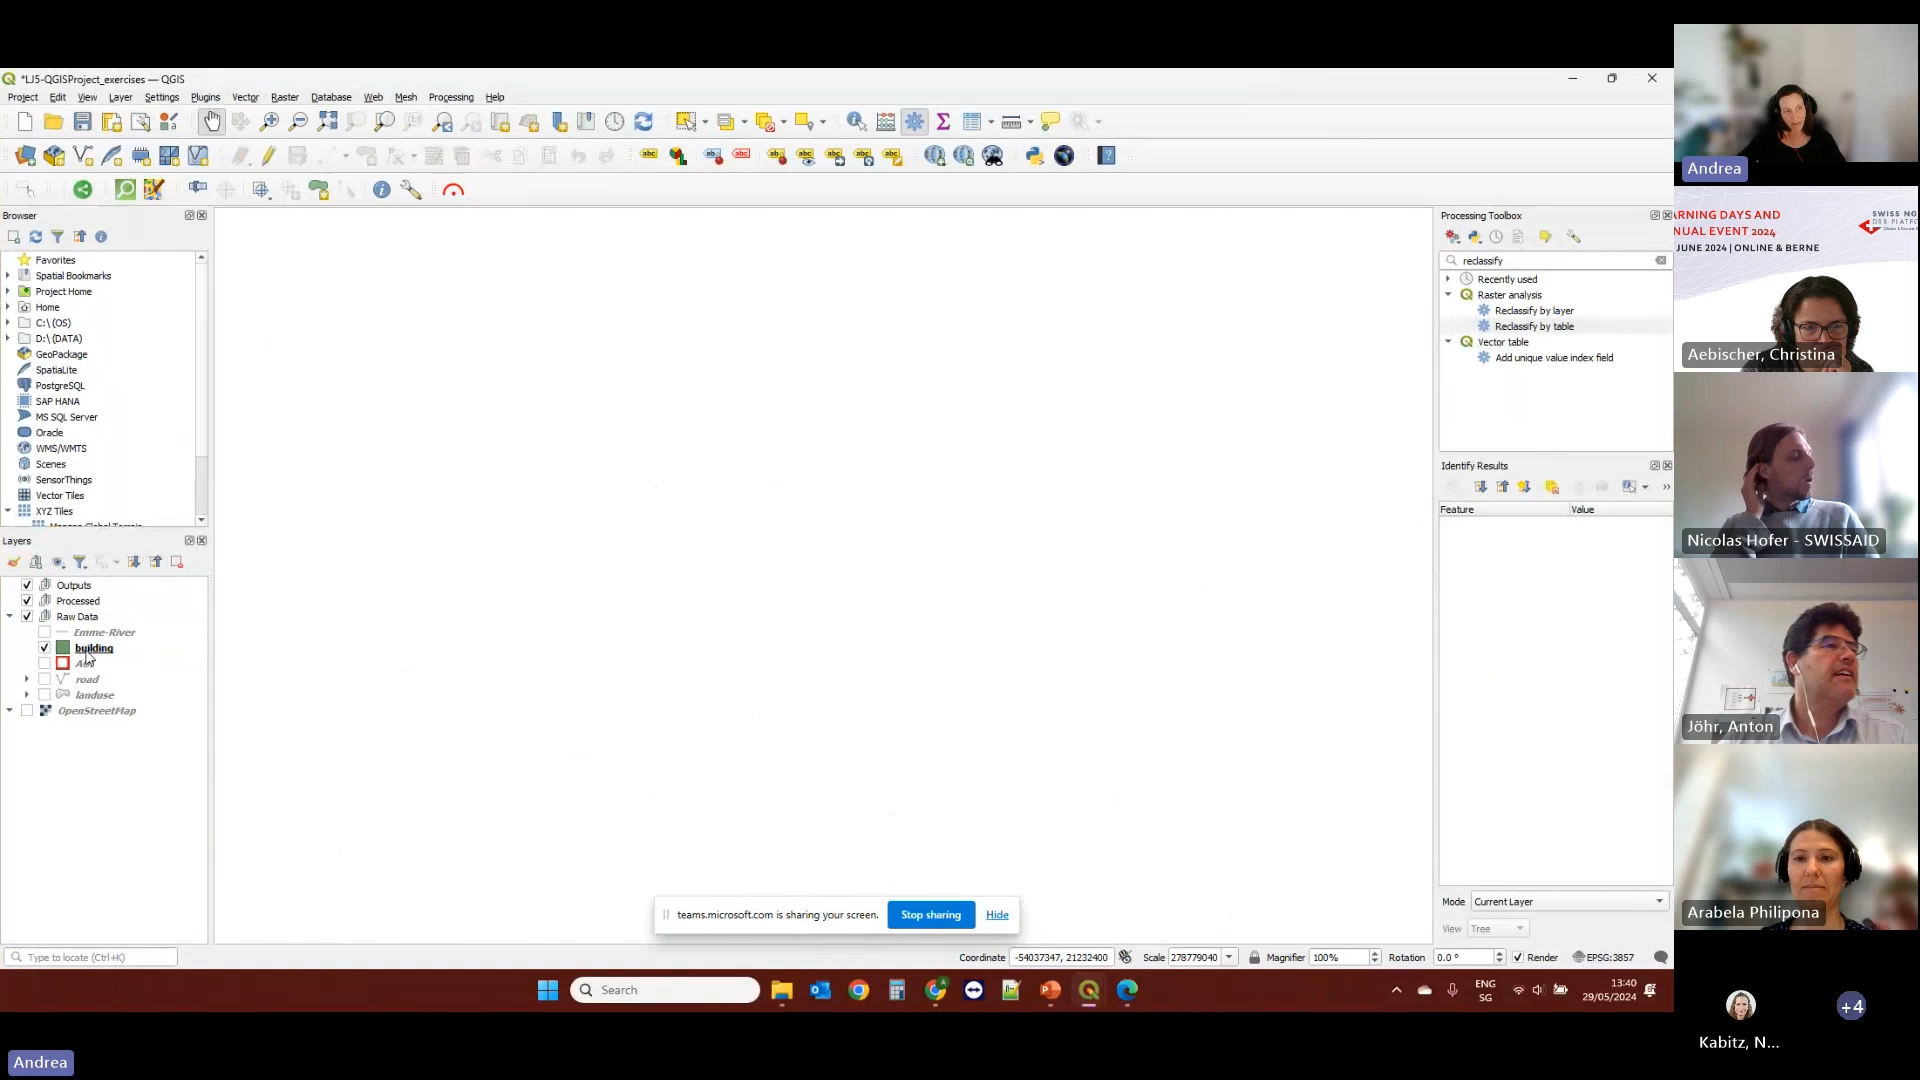 *LJ5-QGISProject_exercises — QGIS
Project Edit View Layer Settings Plugins Vector Raster Database Web Mesh Processing Help
Browser
Favorites
Spatial Bookmarks
Project Home
Home
C:\ (OS)
D:\ (DATA)
GeoPackage
SpatiaLite
PostgreSQL
SAP HANA
MS SQL Server
Oracle
WMS/WMTS
Scenes
SensorThings
Vector Tiles
XYZ Tiles
Layers
Outputs
Processed
Raw Data
Emme-River
building
road
landuse
OpenStreetMap
Type to locate (Ctrl+K)
Processing Toolbox
reclassify
Recently used
Raster analysis
Reclassify by layer
Reclassify by table
Vector table
Add unique value index field
Identify Results
Feature Value
Mode Current Layer
View Tree
teams.microsoft.com is sharing your screen. Stop sharing Hide
Coordinate -54037347, 21232400 Scale 278779040 Magnifier 100% Rotation 0.0 ° Render EPSG:3857
Search
ENG
SG
13:40
29/05/2024
Andrea
ARNING DAYS AND
NUAL EVENT 2024
JUNE 2024 | ONLINE & BERNE
SWISS NG
DRR PLATFO
Aebischer, Christina
Nicolas Hofer - SWISSAID
Jöhr, Anton
Arabela Philipona
+4
Kabitz, N...
Andrea